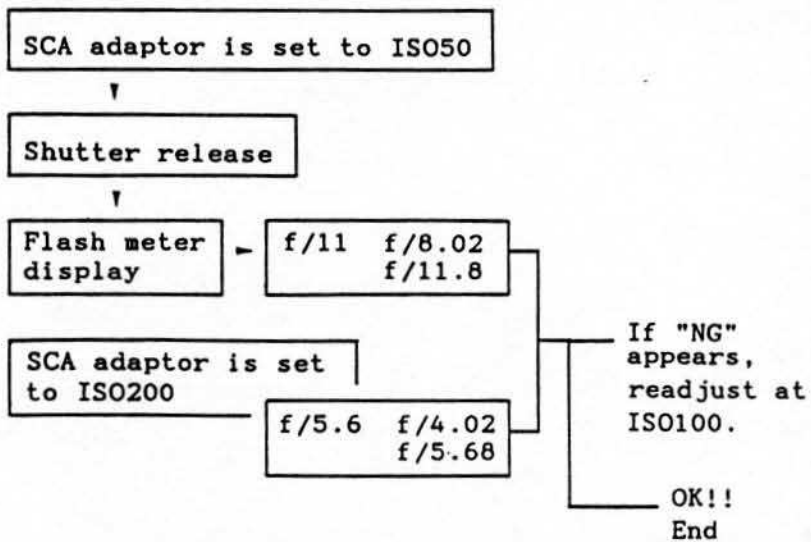 SCA adaptor is set to ISO50
Shutter release
Flash meter
display
f/11 f/8.02
f/11.8
SCA adaptor is set
to ISO200
f/5.6 f/4.02
f/5.68
If "NG"
appears,
readjust at
ISO100.
OK!!
End